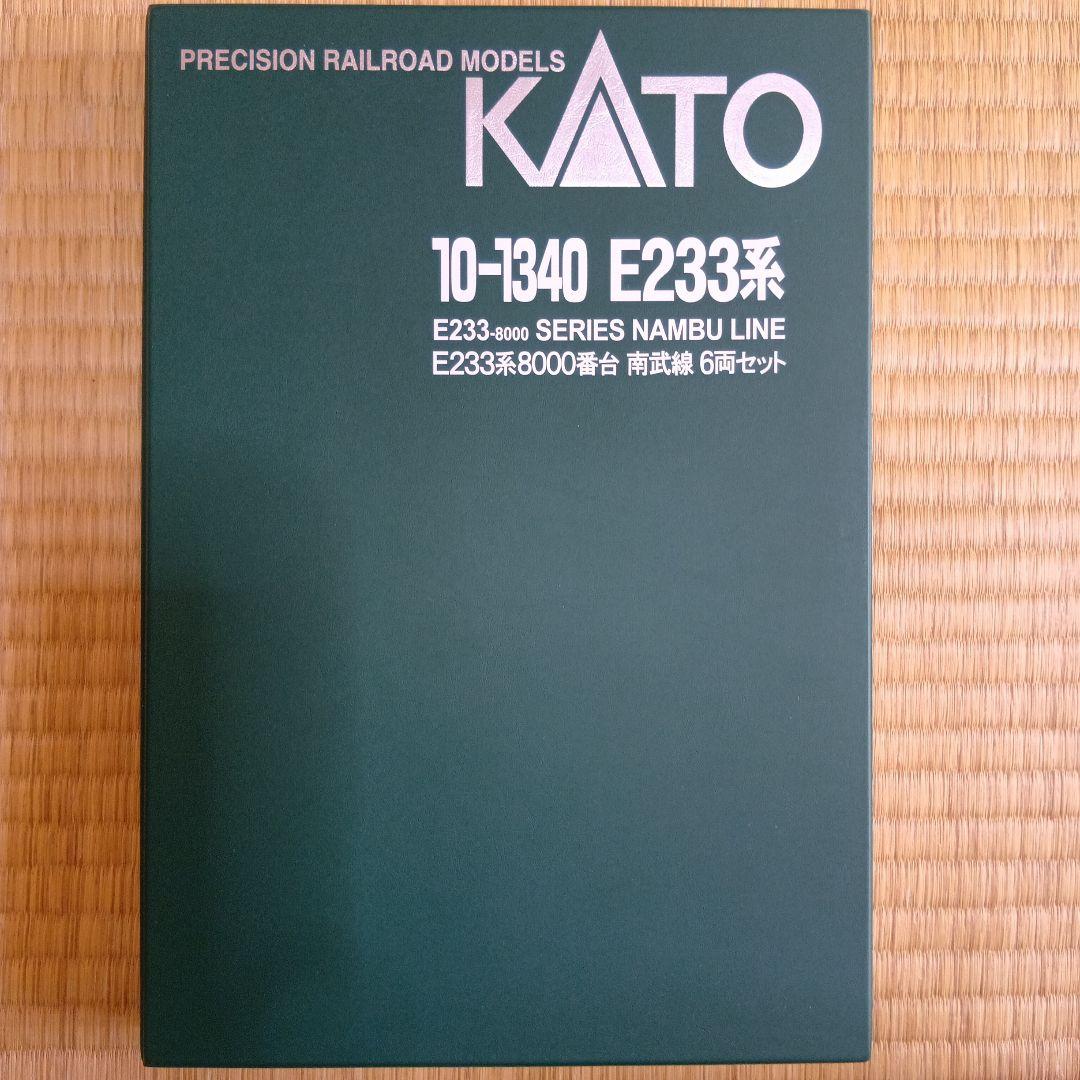 PRECISION RAILROAD MODELS
KATO
10-1340 E233系
E233-8000 SERIES NAMBU LINE
E233系8000番台 南武線 6両セット